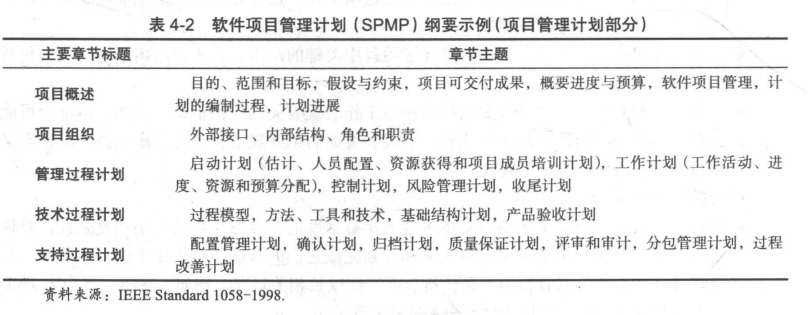 表 4-2 软件项目管理计划（SPMP）纲要示例（项目管理计划部分）
主要章节标题 章节主题
项目概述 目的、范围和目标，假设与约束，项目可交付成果，概要进度与预算，软件项目管理，计
划的编制过程，计划进展
项目组织 外部接口、内部结构、角色和职责
管理过程计划 启动计划（估计、人员配置、资源获得和项目成员培训计划），工作计划（工作活动、进
度、资源和预算分配），控制计划，风险管理计划，收尾计划
技术过程计划 过程模型，方法、工具和技术，基础结构计划，产品验收计划
支持过程计划 配置管理计划，确认计划，归档计划，质量保证计划，评审和审计，分包管理计划，过程
改善计划
资料来源：IEEE Standard 1058-1998.